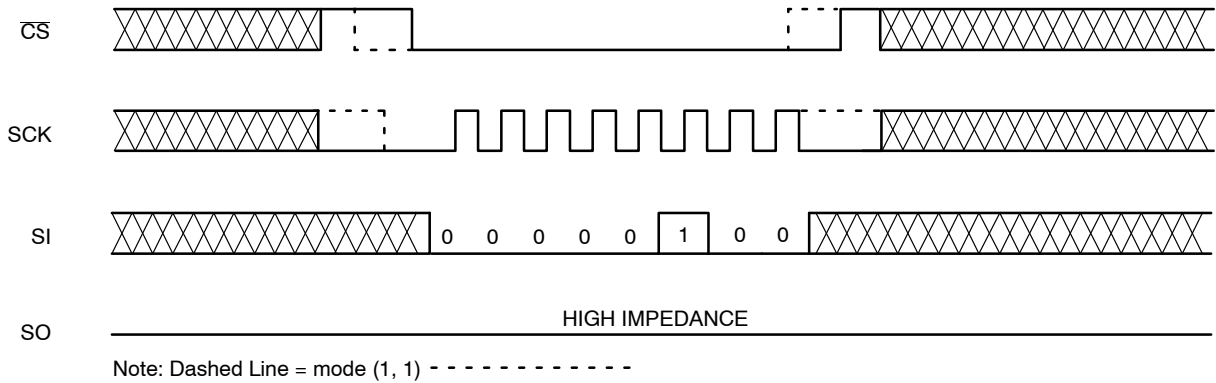 CS
SCK
SI
0 0 0 0 0 1 0 0
SO
HIGH IMPEDANCE
Note: Dashed Line = mode (1, 1)